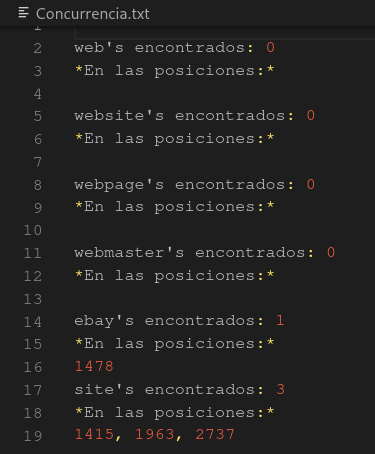 Concurrencia.txt
1
2 web's encontrados: 0
3 *En las posiciones:*
4
5 website's encontrados: 0
6 *En las posiciones:*
7
8 webpage's encontrados: 0
9 *En las posiciones:*
10
11 webmaster's encontrados: 0
12 *En las posiciones:*
13
14 ebay's encontrados: 1
15 *En las posiciones:*
16 1478
17 site's encontrados: 3
18 *En las posiciones:*
19 1415, 1963, 2737